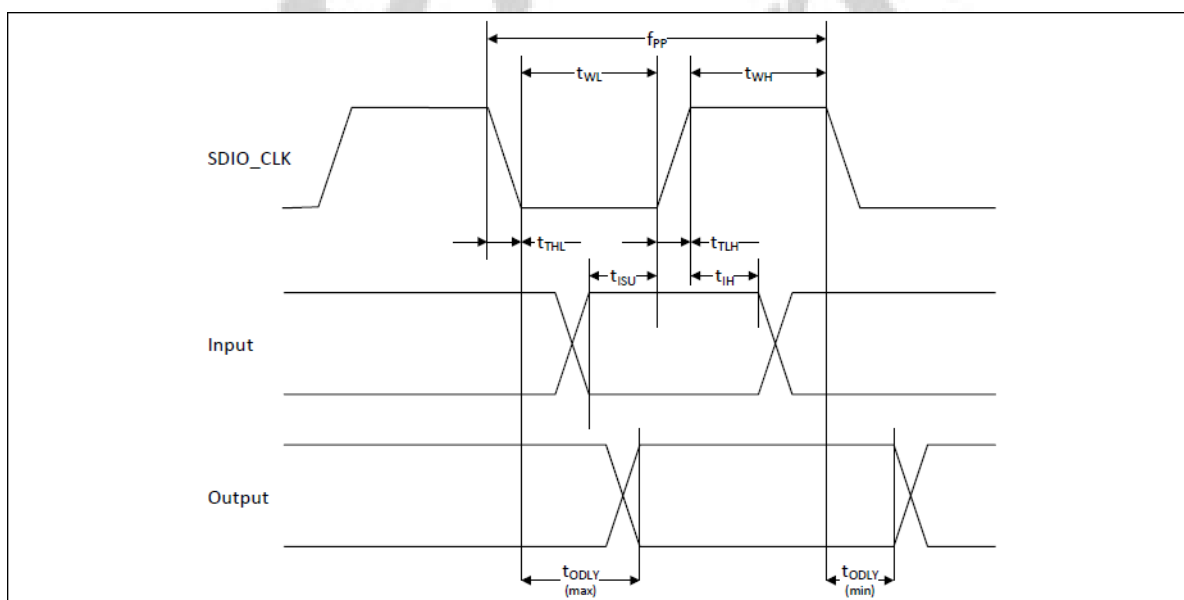 fPP
tWL
tWH
SDIO_CLK
tTHL
tTLH
tISU
tIH
Input
Output
tODLY
(max)
tODLY
(min)